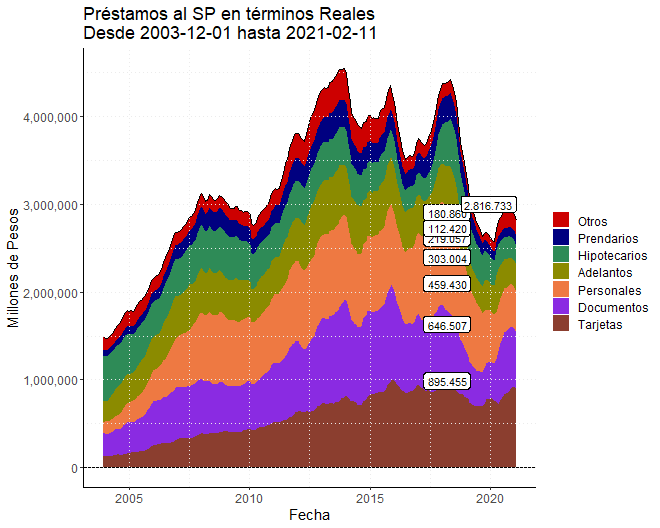 Préstamos al SP en términos Reales
Desde 2003-12-01 hasta 2021-02-11
Millones de Pesos
4,000,000
3,000,000
2,000,000
1,000,000
0
2.816.733
180.860
112.420
219.057
303.004
459.430
646.507
895.455
2005
2010
2015
2020
Fecha
Otros
Prendarios
Hipotecarios
Adelantos
Personales
Documentos
Tarjetas